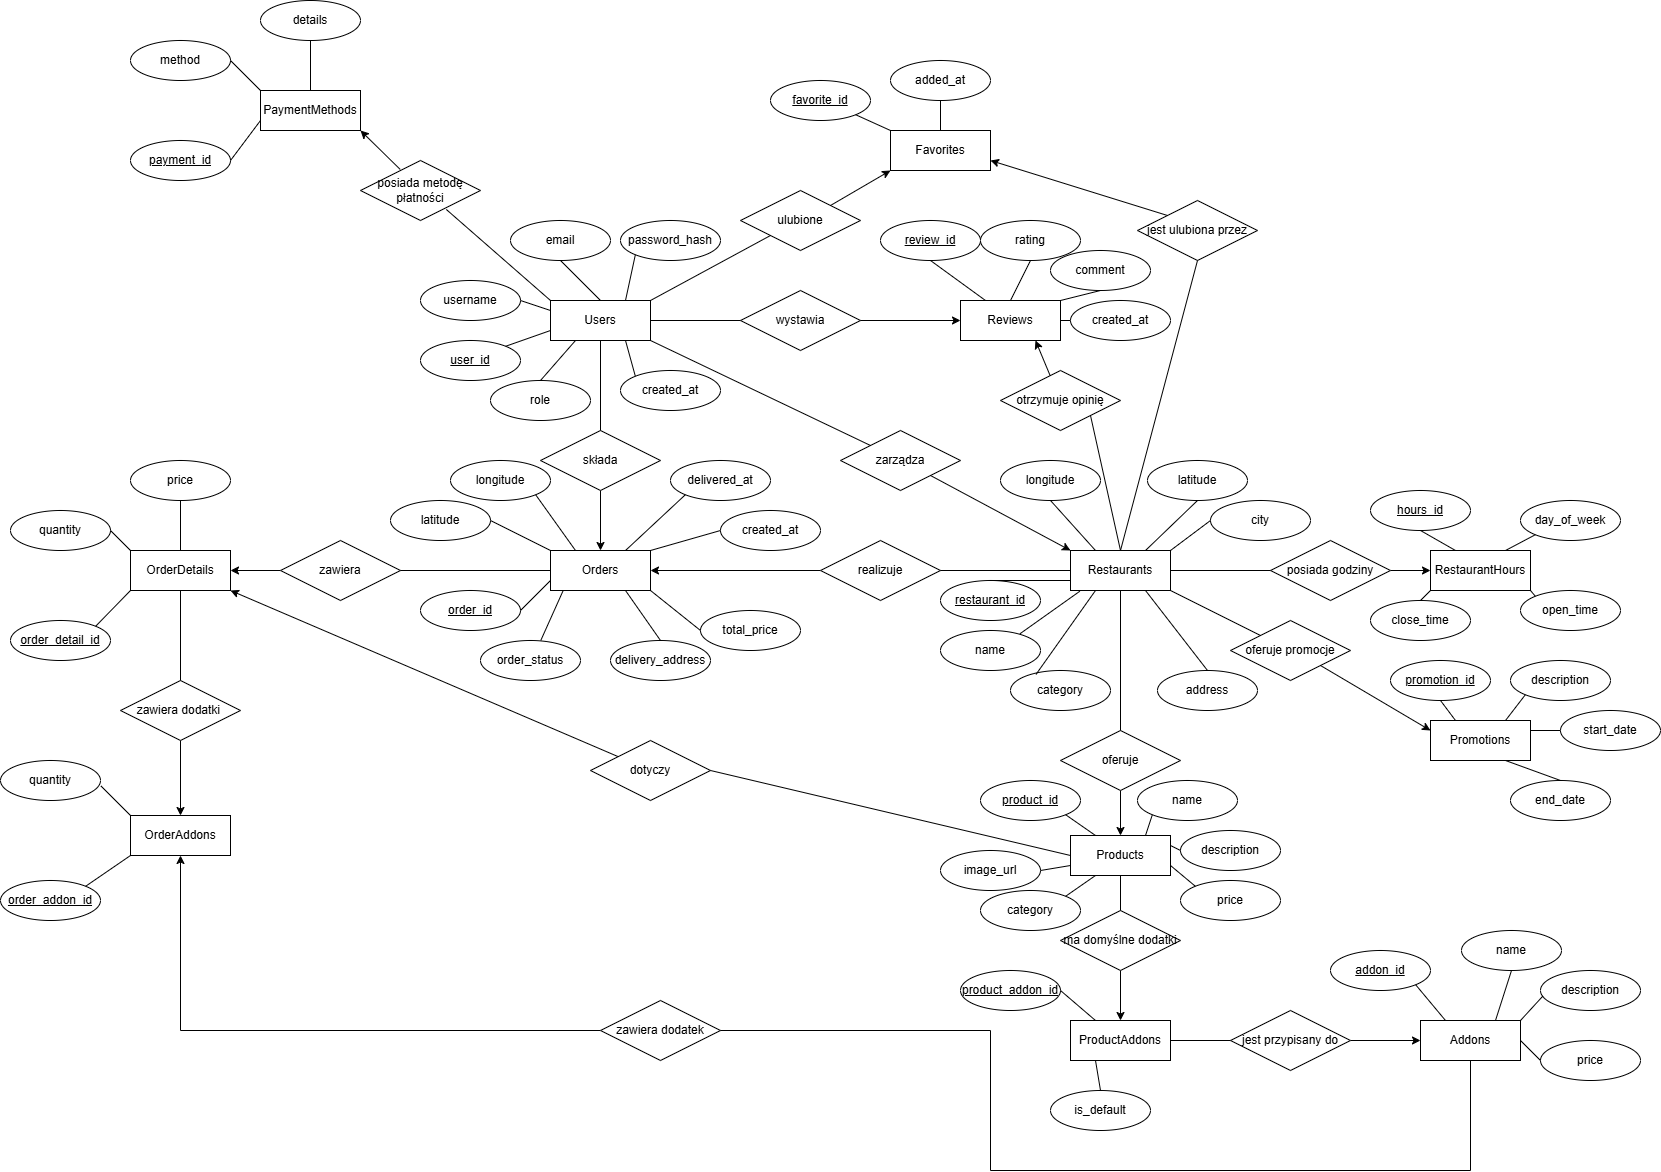 details
method
PaymentMethods
payment_id
posiada metodę
płatności
added_at
favorite_id
Favorites
ulubione
jest ulubiona przez
email
password_hash
review_id
rating
comment
username
Users
wystawia
Reviews
created_at
user_id
role
created_at
otrzymuje opinię
składa
zarządza
price
longitude
delivered_at
longitude
latitude
quantity
latitude
created_at
city
hours_id
day_of_week
OrderDetails
zawiera
Orders
realizuje
Restaurants
posiada godziny
RestaurantHours
order_id
restaurant_id
close_time
open_time
order_detail_id
order_status
delivery_address
total_price
name
oferuje promocje
category
address
promotion_id
description
zawiera dodatki
Promotions
start_date
dotyczy
oferuje
quantity
product_id
name
end_date
OrderAddons
Products
description
image_url
order_addon_id
category
price
ma domyślne dodatki
name
addon_id
product_addon_id
description
zawiera dodatek
ProductAddons
jest przypisany do
Addons
price
is_default